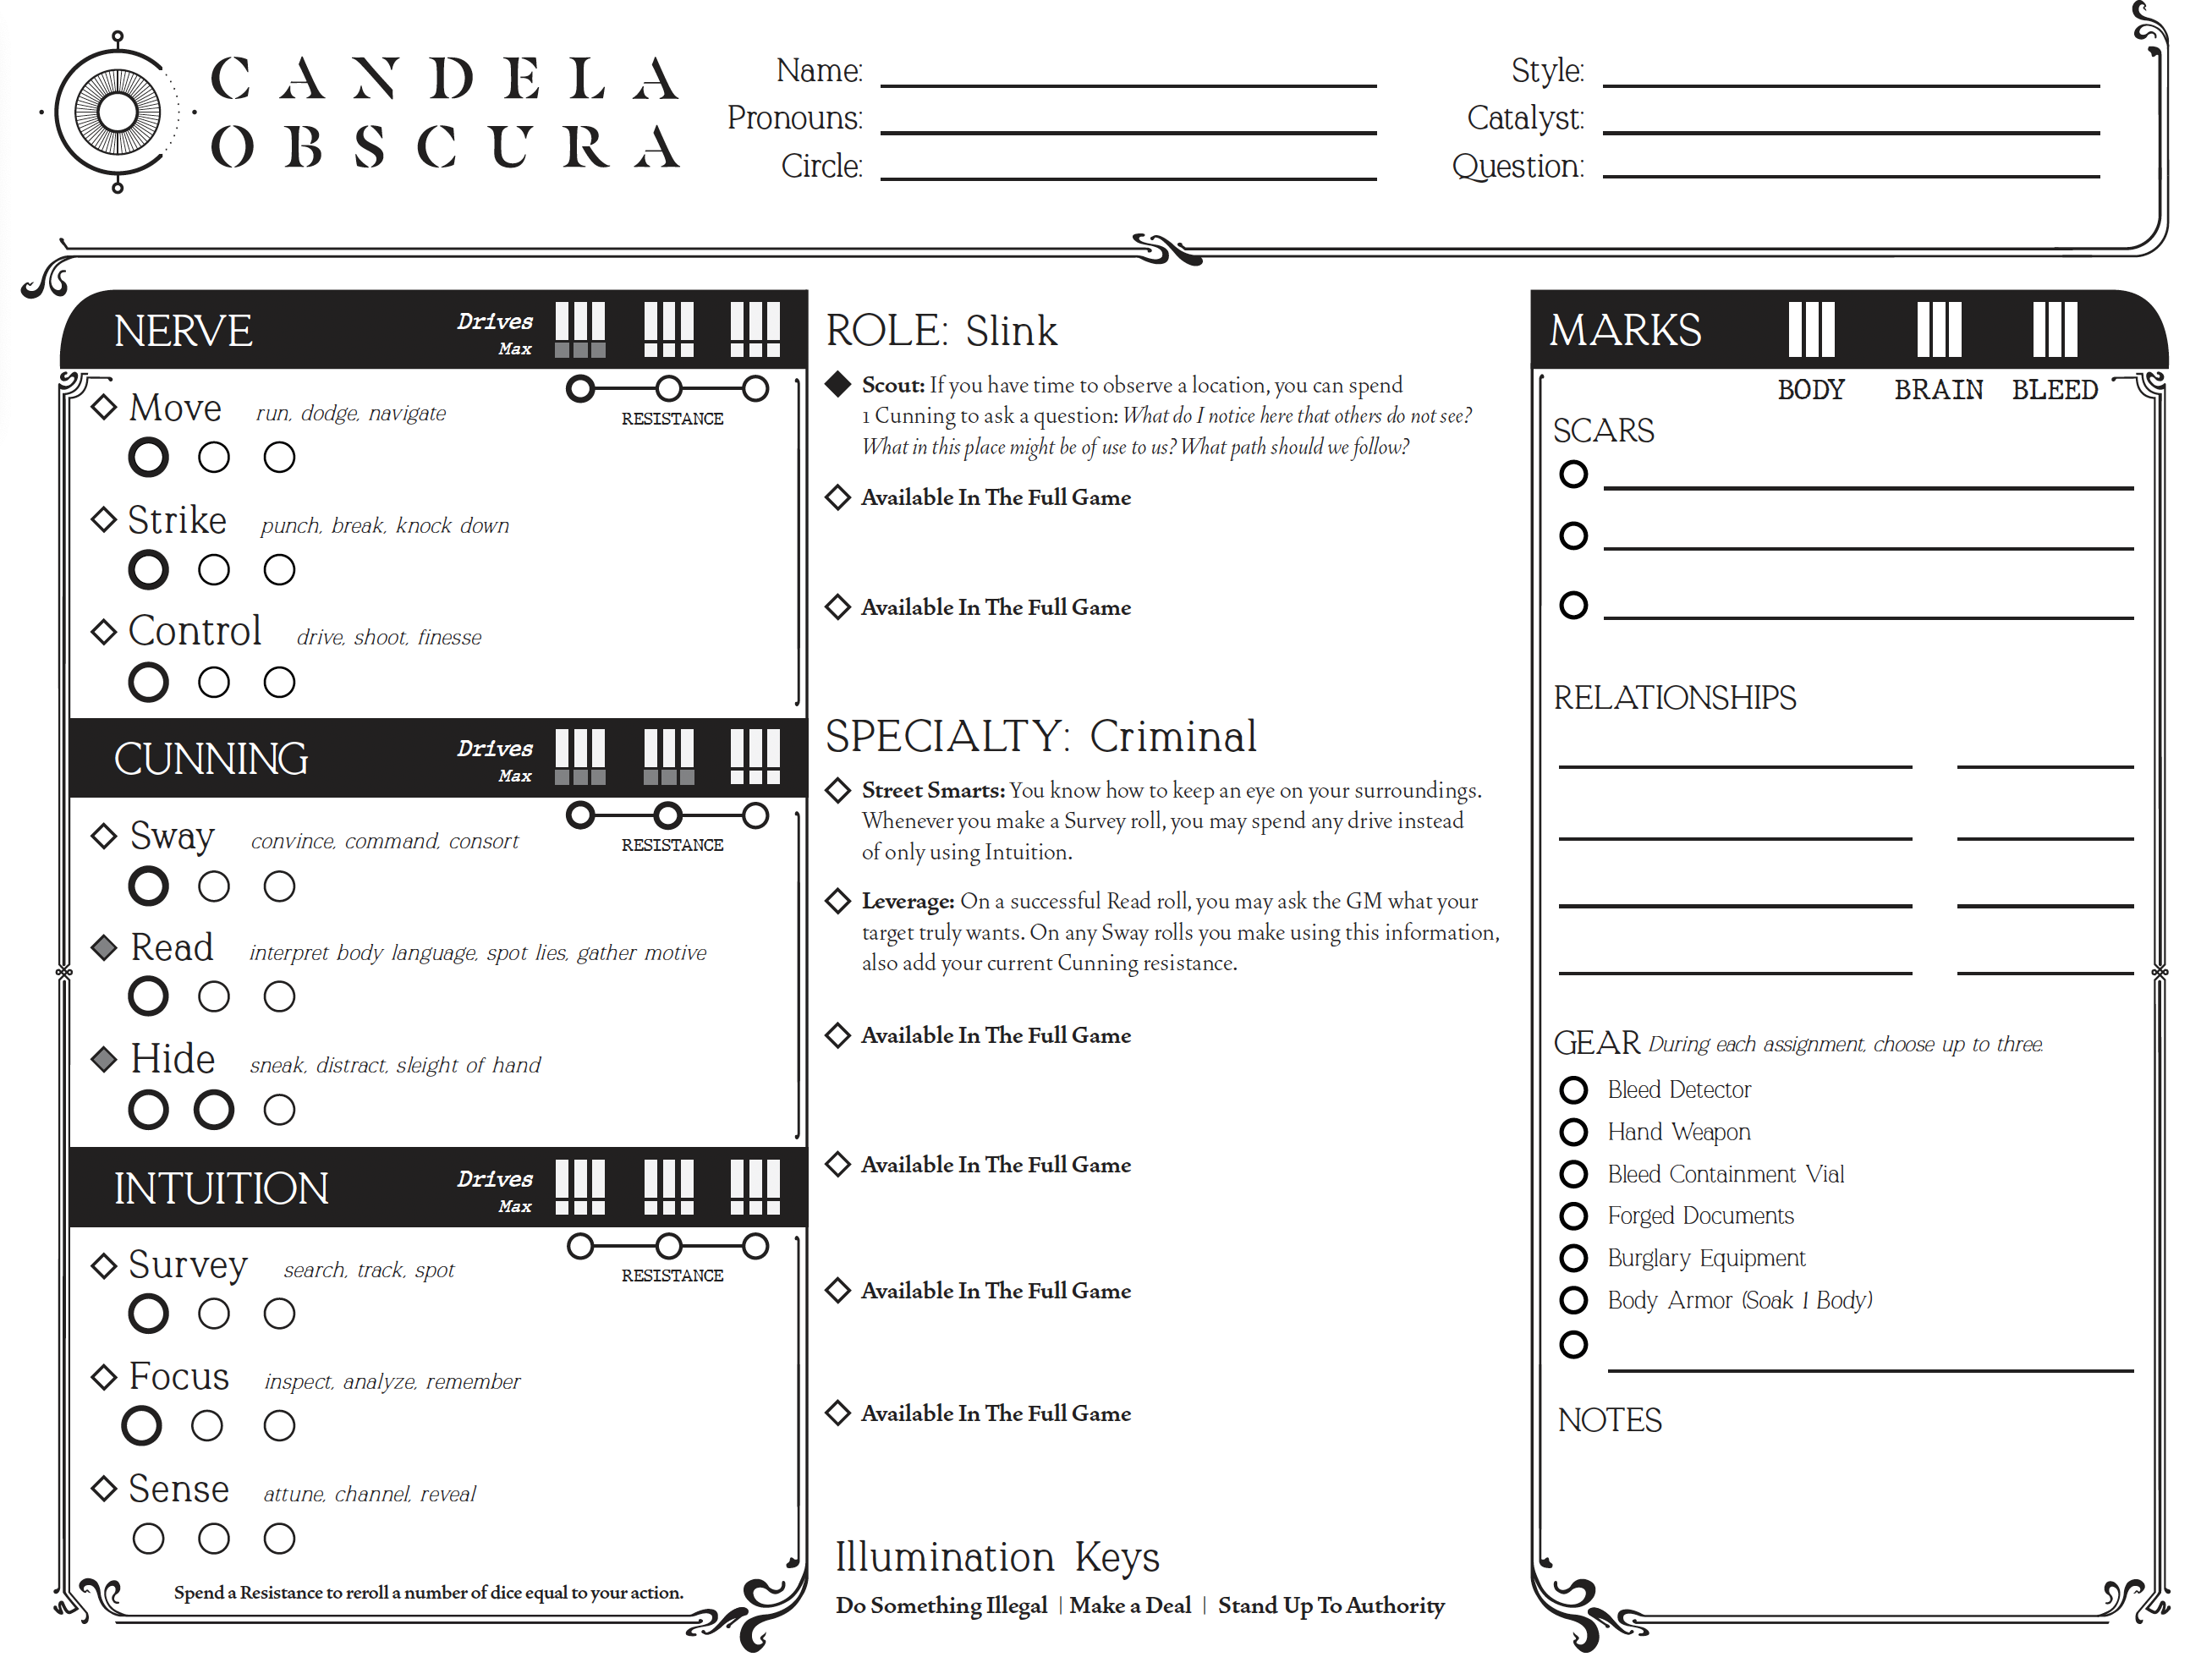 CANDELA
OBSCURA
Name:
Pronouns:
Circle:
Style:
Catalyst:
Question:
NERVE
Drives
Max
RESISTANCE
Move run, dodge, navigate
Strike punch, break, knock down
Control drive, shoot, finesse
CUNNING
Drives
Max
RESISTANCE
Sway convince, command, consort
Read interpret body language, spot lies, gather motive
Hide sneak, distract, sleight of hand
INTUITION
Drives
Max
RESISTANCE
Survey search, track, spot
Focus inspect, analyze, remember
Sense attune, channel, reveal
Spend a Resistance to reroll a number of dice equal to your action.
ROLE: Slink
Scout: If you have time to observe a location, you can spend
1 Cunning to ask a question: What do I notice here that others do not see?
What in this place might be of use to us? What path should we follow?
Available In The Full Game
Available In The Full Game
SPECIALTY: Criminal
Street Smarts: You know how to keep an eye on your surroundings.
Whenever you make a Survey roll, you may spend any drive instead
of only using Intuition.
Leverage: On a successful Read roll, you may ask the GM what your
target truly wants. On any Sway rolls you make using this information,
also add your current Cunning resistance.
Available In The Full Game
Available In The Full Game
Available In The Full Game
Available In The Full Game
Illumination Keys
Do Something Illegal | Make a Deal | Stand Up To Authority
MARKS
BODY BRAIN BLEED
SCARS
RELATIONSHIPS
GEAR During each assignment, choose up to three.
Bleed Detector
Hand Weapon
Bleed Containment Vial
Forged Documents
Burglary Equipment
Body Armor (Soak 1 Body)
NOTES